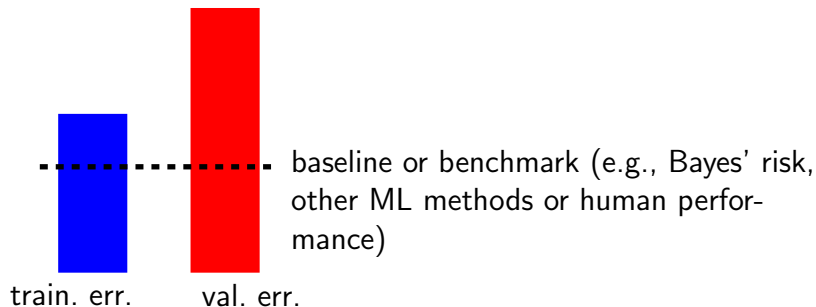 baseline or benchmark (e.g., Bayes' risk,
other ML methods or human perfor-
mance)
train. err.
val. err.